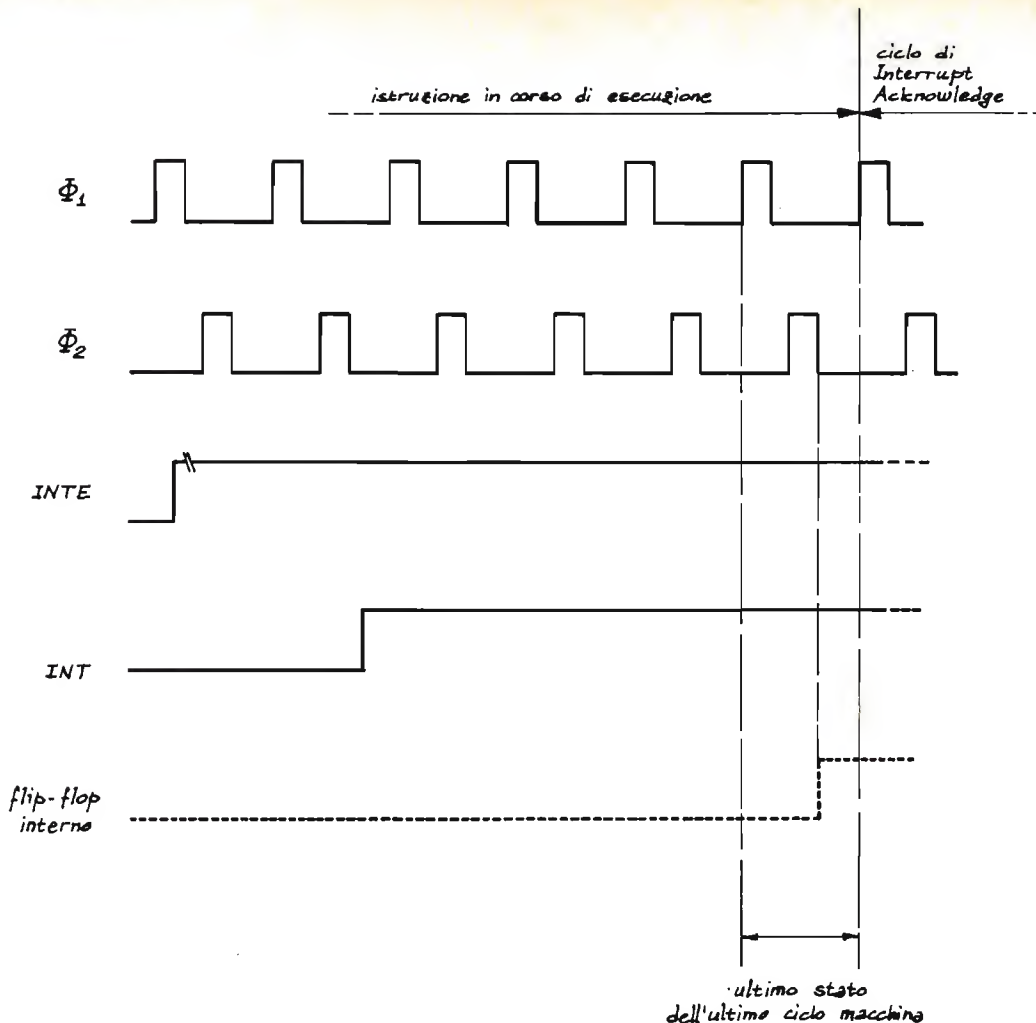 ciclo di
Interrupt
Acknowledge
istruzione in corso di esecuzione
Φ1
Φ2
INTE
INT
flip-flop
interno
ultimo stato
dell'ultimo ciclo macchina